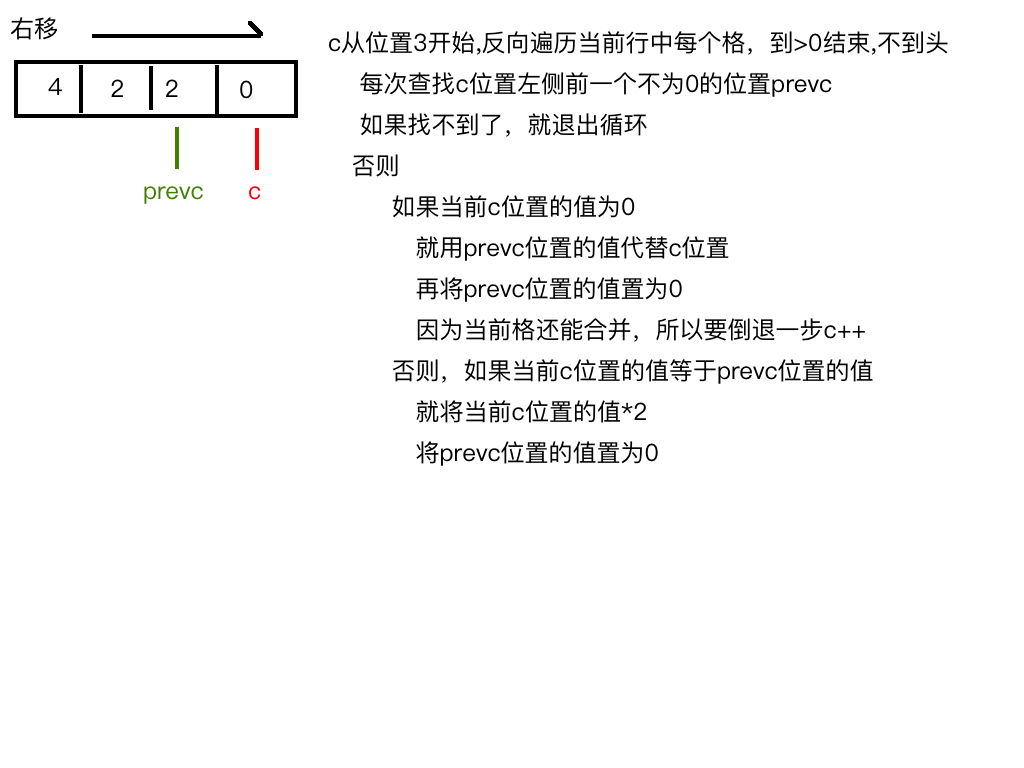 右移
4 2 2 0
prevc c
c从位置3开始,反向遍历当前行中每个格，到>0结束,不到头
每次查找c位置左侧前一个不为0的位置prevc
如果找不到了，就退出循环
否则
如果当前c位置的值为0
就用prevc位置的值代替c位置
再将prevc位置的值置为0
因为当前格还能合并，所以要倒退一步c++
否则，如果当前c位置的值等于prevc位置的值
就将当前c位置的值*2
将prevc位置的值置为0